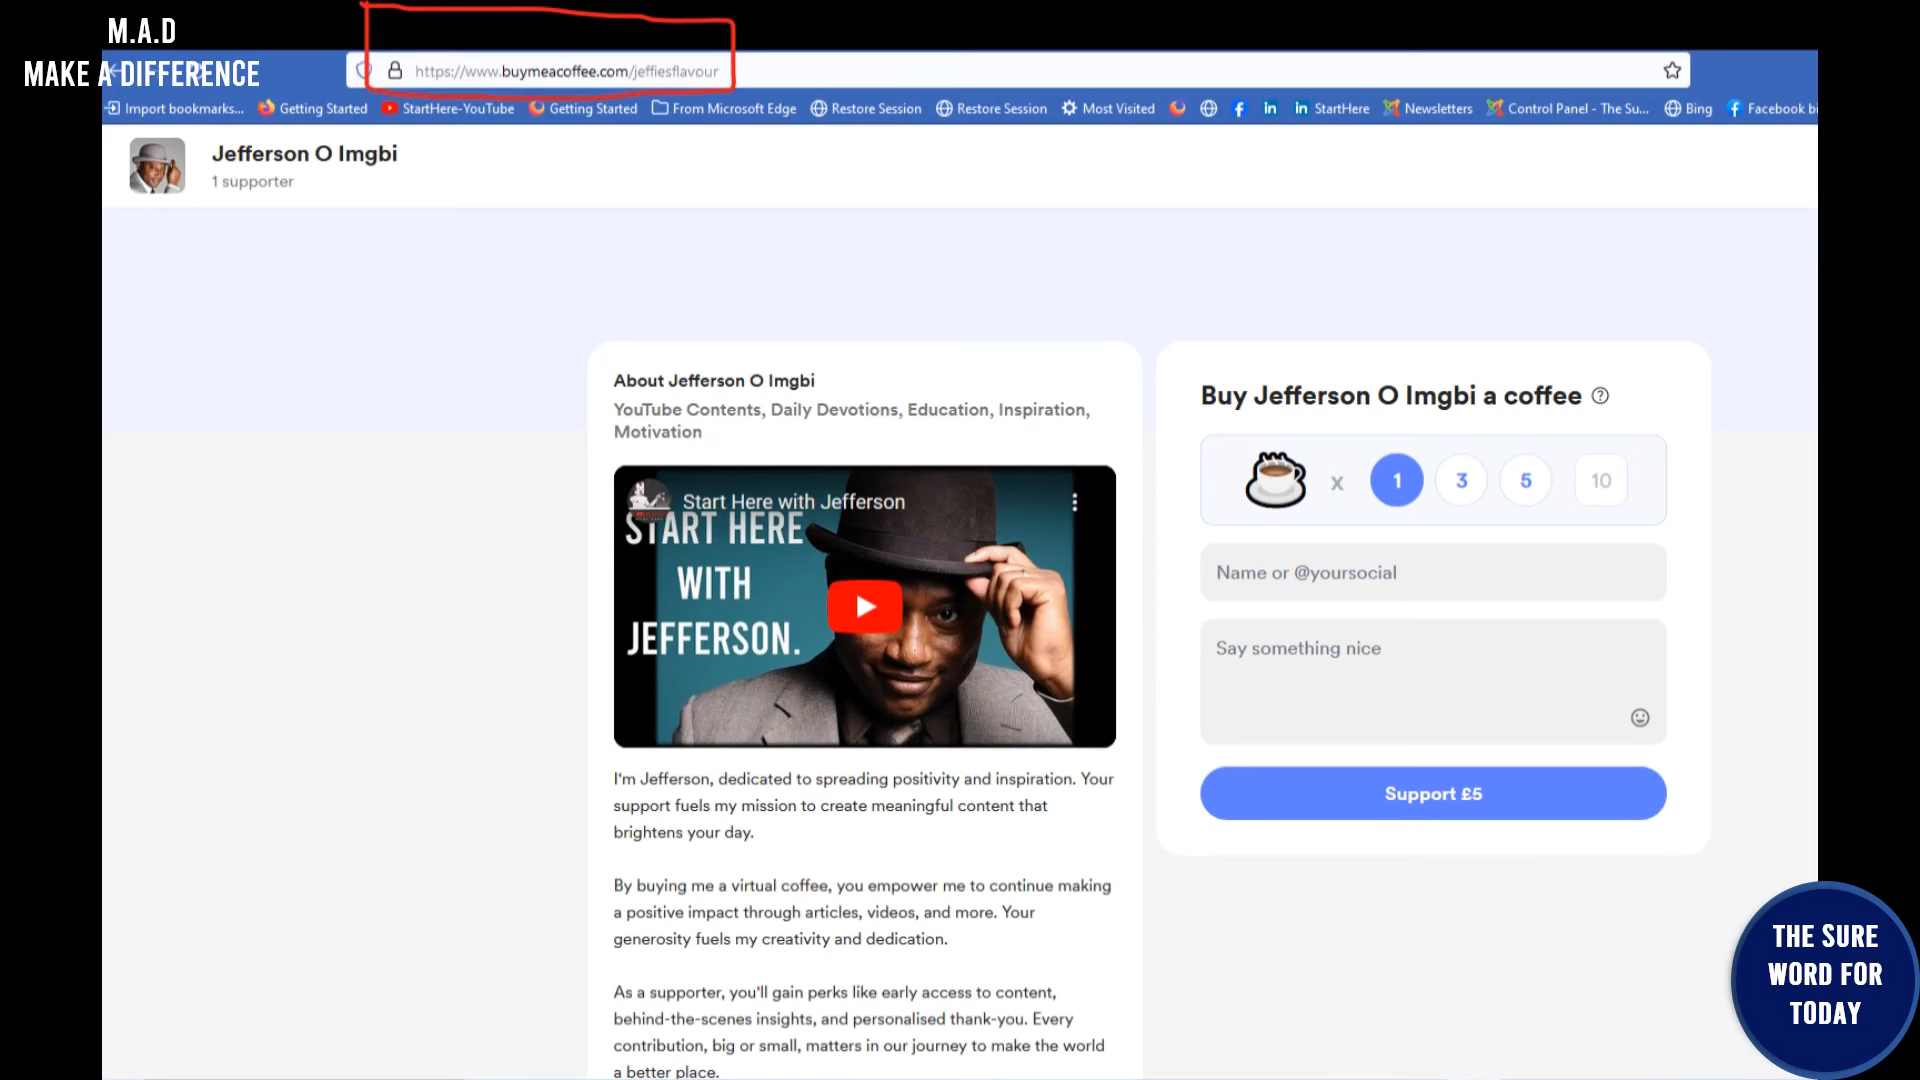 M.A.D
MAKE A DIFFERENCE
https://www.buymeacoffee.com/jeffiesflavour
Import bookmarks... Getting Started StartHere-YouTube Getting Started From Microsoft Edge Restore Session Restore Session Most Visited StartHere Newsletters Control Panel - The Su... Bing Facebook bi
Jefferson O Imgbi
1 supporter
About Jefferson O Imgbi
YouTube Contents, Daily Devotions, Education, Inspiration,
Motivation
Start Here with Jefferson
START HERE
WITH
JEFFERSON.
I'm Jefferson, dedicated to spreading positivity and inspiration. Your
support fuels my mission to create meaningful content that
brightens your day.
By buying me a virtual coffee, you empower me to continue making
a positive impact through articles, videos, and more. Your
generosity fuels my creativity and dedication.
As a supporter, you'll gain perks like early access to content,
behind-the-scenes insights, and personalised thank-you. Every
contribution, big or small, matters in our journey to make the world
a better place.
Buy Jefferson O Imgbi a coffee ?
x 1 3 5 10
Name or @yoursocial
Say something nice
Support £5
THE SURE
WORD FOR
TODAY